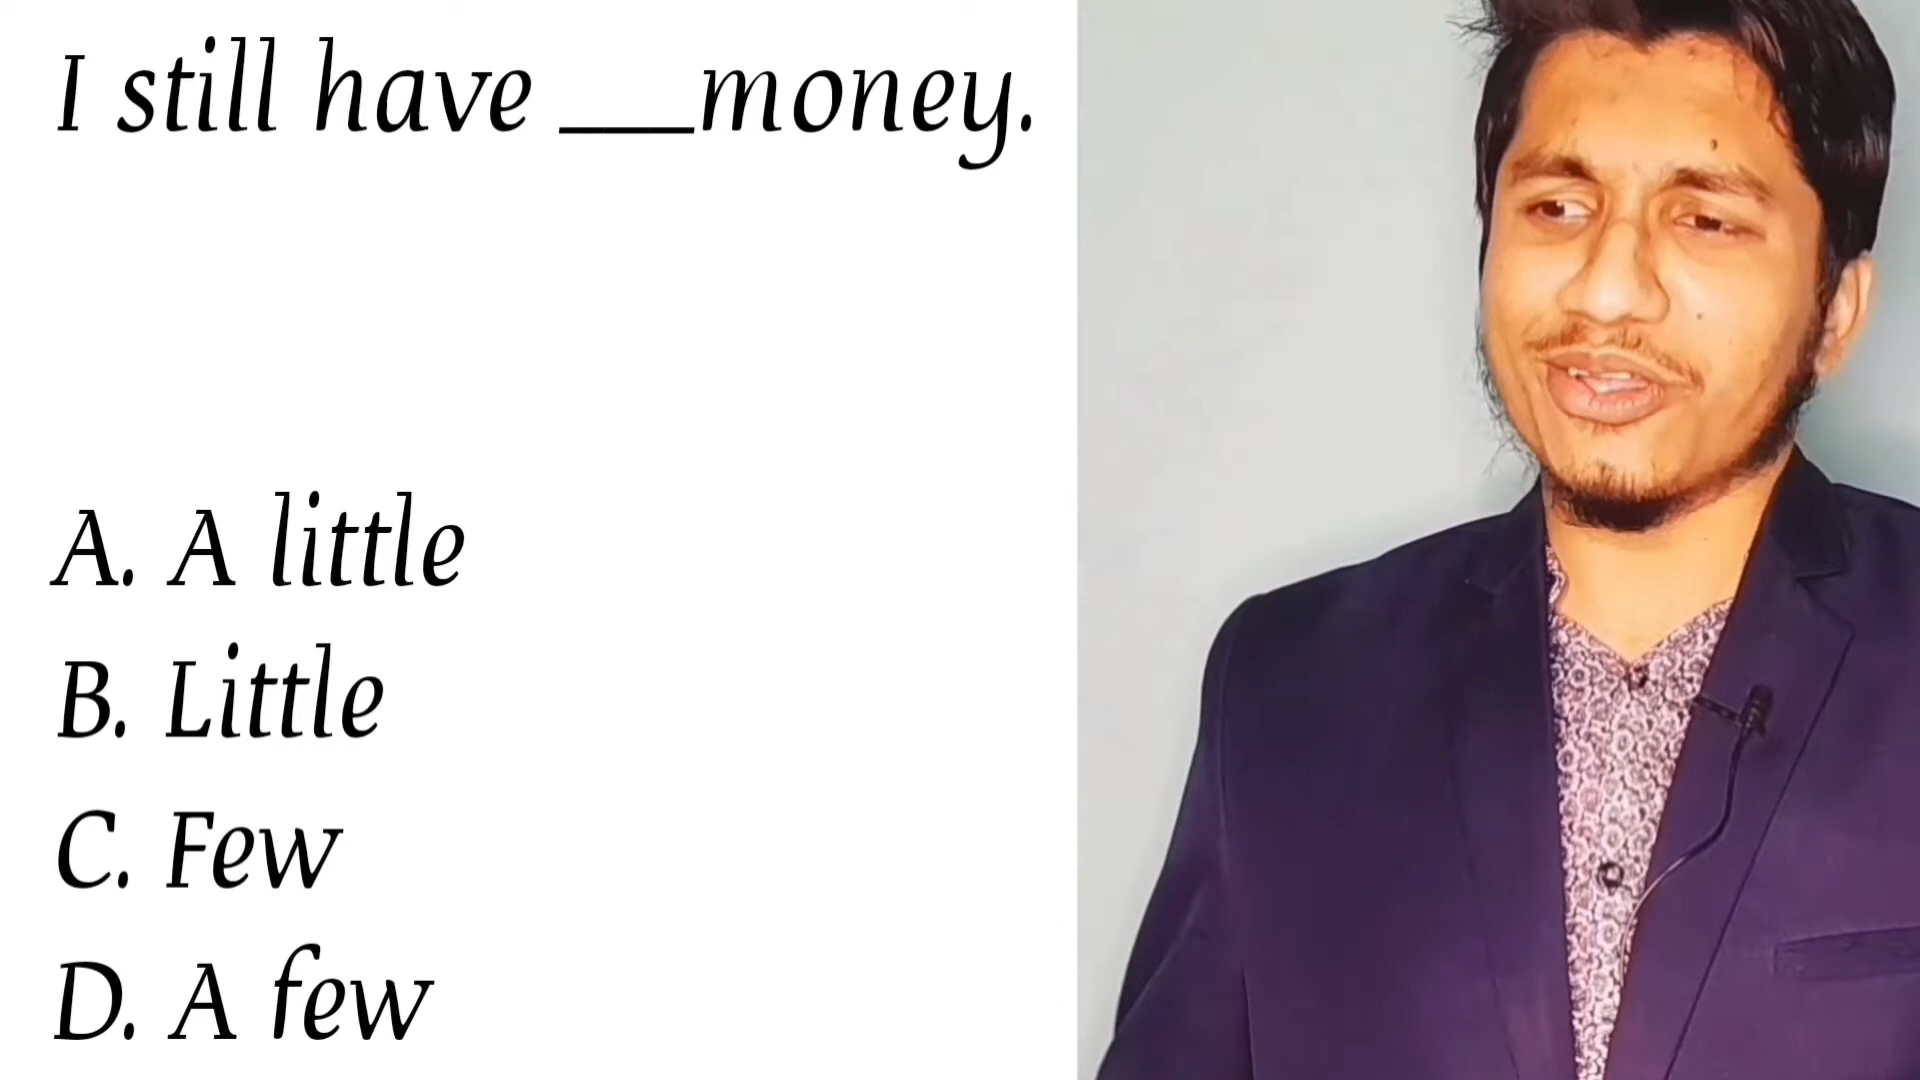 I still have ___money.
A. A little
B. Little
C. Few
D. A few